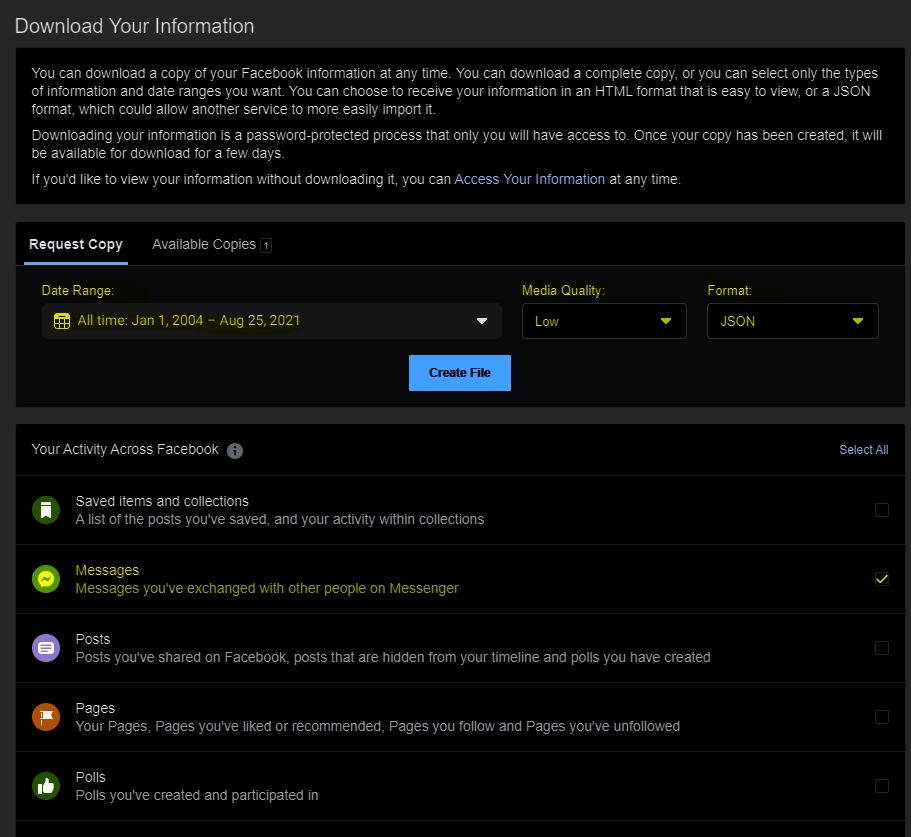 Download Your Information
You can download a copy of your Facebook information at any time. You can download a complete copy, or you can select only the types
of information and date ranges you want. You can choose to receive your information in an HTML format that is easy to view, or a JSON
format, which could allow another service to more easily import it.
Downloading your information is a password-protected process that only you will have access to. Once your copy has been created, it will
be available for download for a few days.
If you'd like to view your information without downloading it, you can Access Your Information at any time.
Request Copy Available Copies 1
Date Range: Media Quality: Format:
All time: Jan 1, 2004 – Aug 25, 2021 Low JSON
Create File
Your Activity Across Facebook i Select All
Saved items and collections
A list of the posts you've saved, and your activity within collections
Messages
Messages you've exchanged with other people on Messenger
Posts
Posts you've shared on Facebook, posts that are hidden from your timeline and polls you have created
Pages
Your Pages, Pages you've liked or recommended, Pages you follow and Pages you've unfollowed
Polls
Polls you've created and participated in